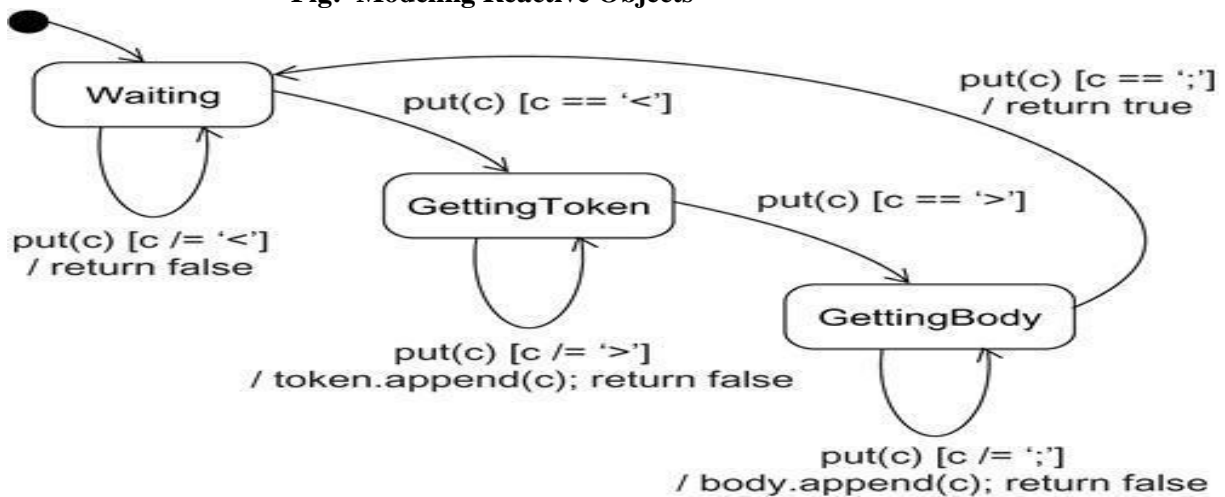 Fig: Modeling Reactive Objects
Waiting
put(c) [c == ‘<’]
put(c) [c == ‘;’]
/ return true
put(c) [c /= ‘<’]
/ return false
GettingToken
put(c) [c == ‘>’]
put(c) [c /= ‘>’]
/ token.append(c); return false
GettingBody
put(c) [c /= ‘;’]
/ body.append(c); return false